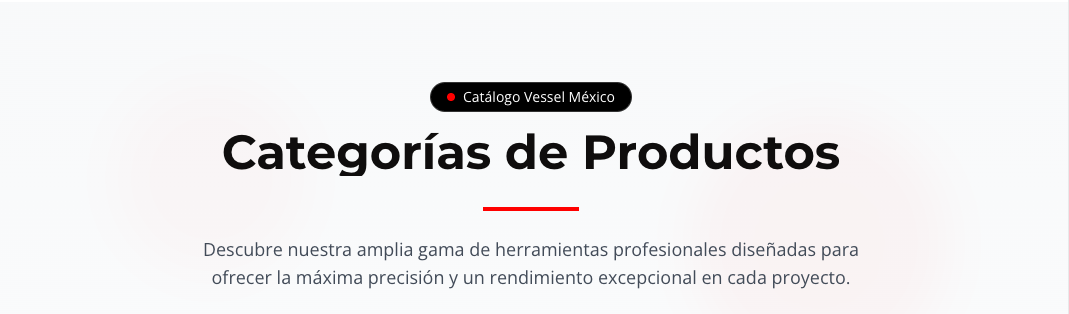 Catálogo Vessel México
Categorías de Productos
Descubre nuestra amplia gama de herramientas profesionales diseñadas para
ofrecer la máxima precisión y un rendimiento excepcional en cada proyecto.